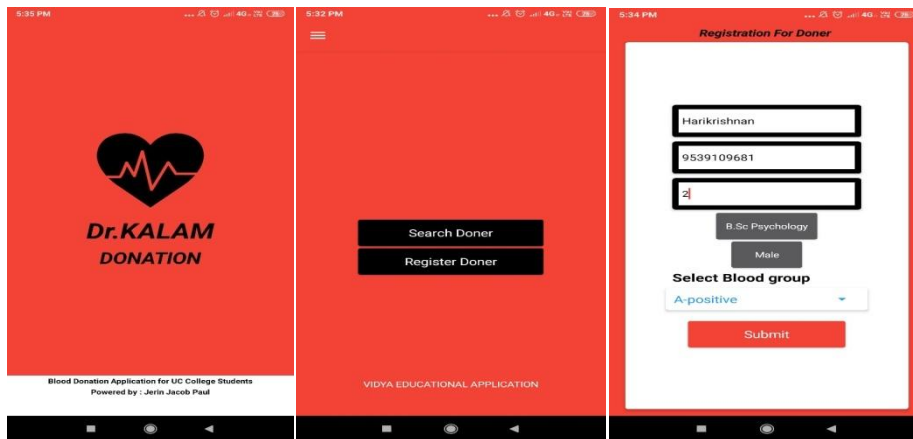 5:35 PM
Dr.KALAM
DONATION
Blood Donation Application for UC College Students
Powered by : Jerin Jacob Paul
5:32 PM
Search Doner
Register Doner
VIDYA EDUCATIONAL APPLICATION
5:34 PM
Registration For Doner
Harikrishnan
9539109681
2
B.Sc Psychology
Male
Select Blood group
A-positive
Submit